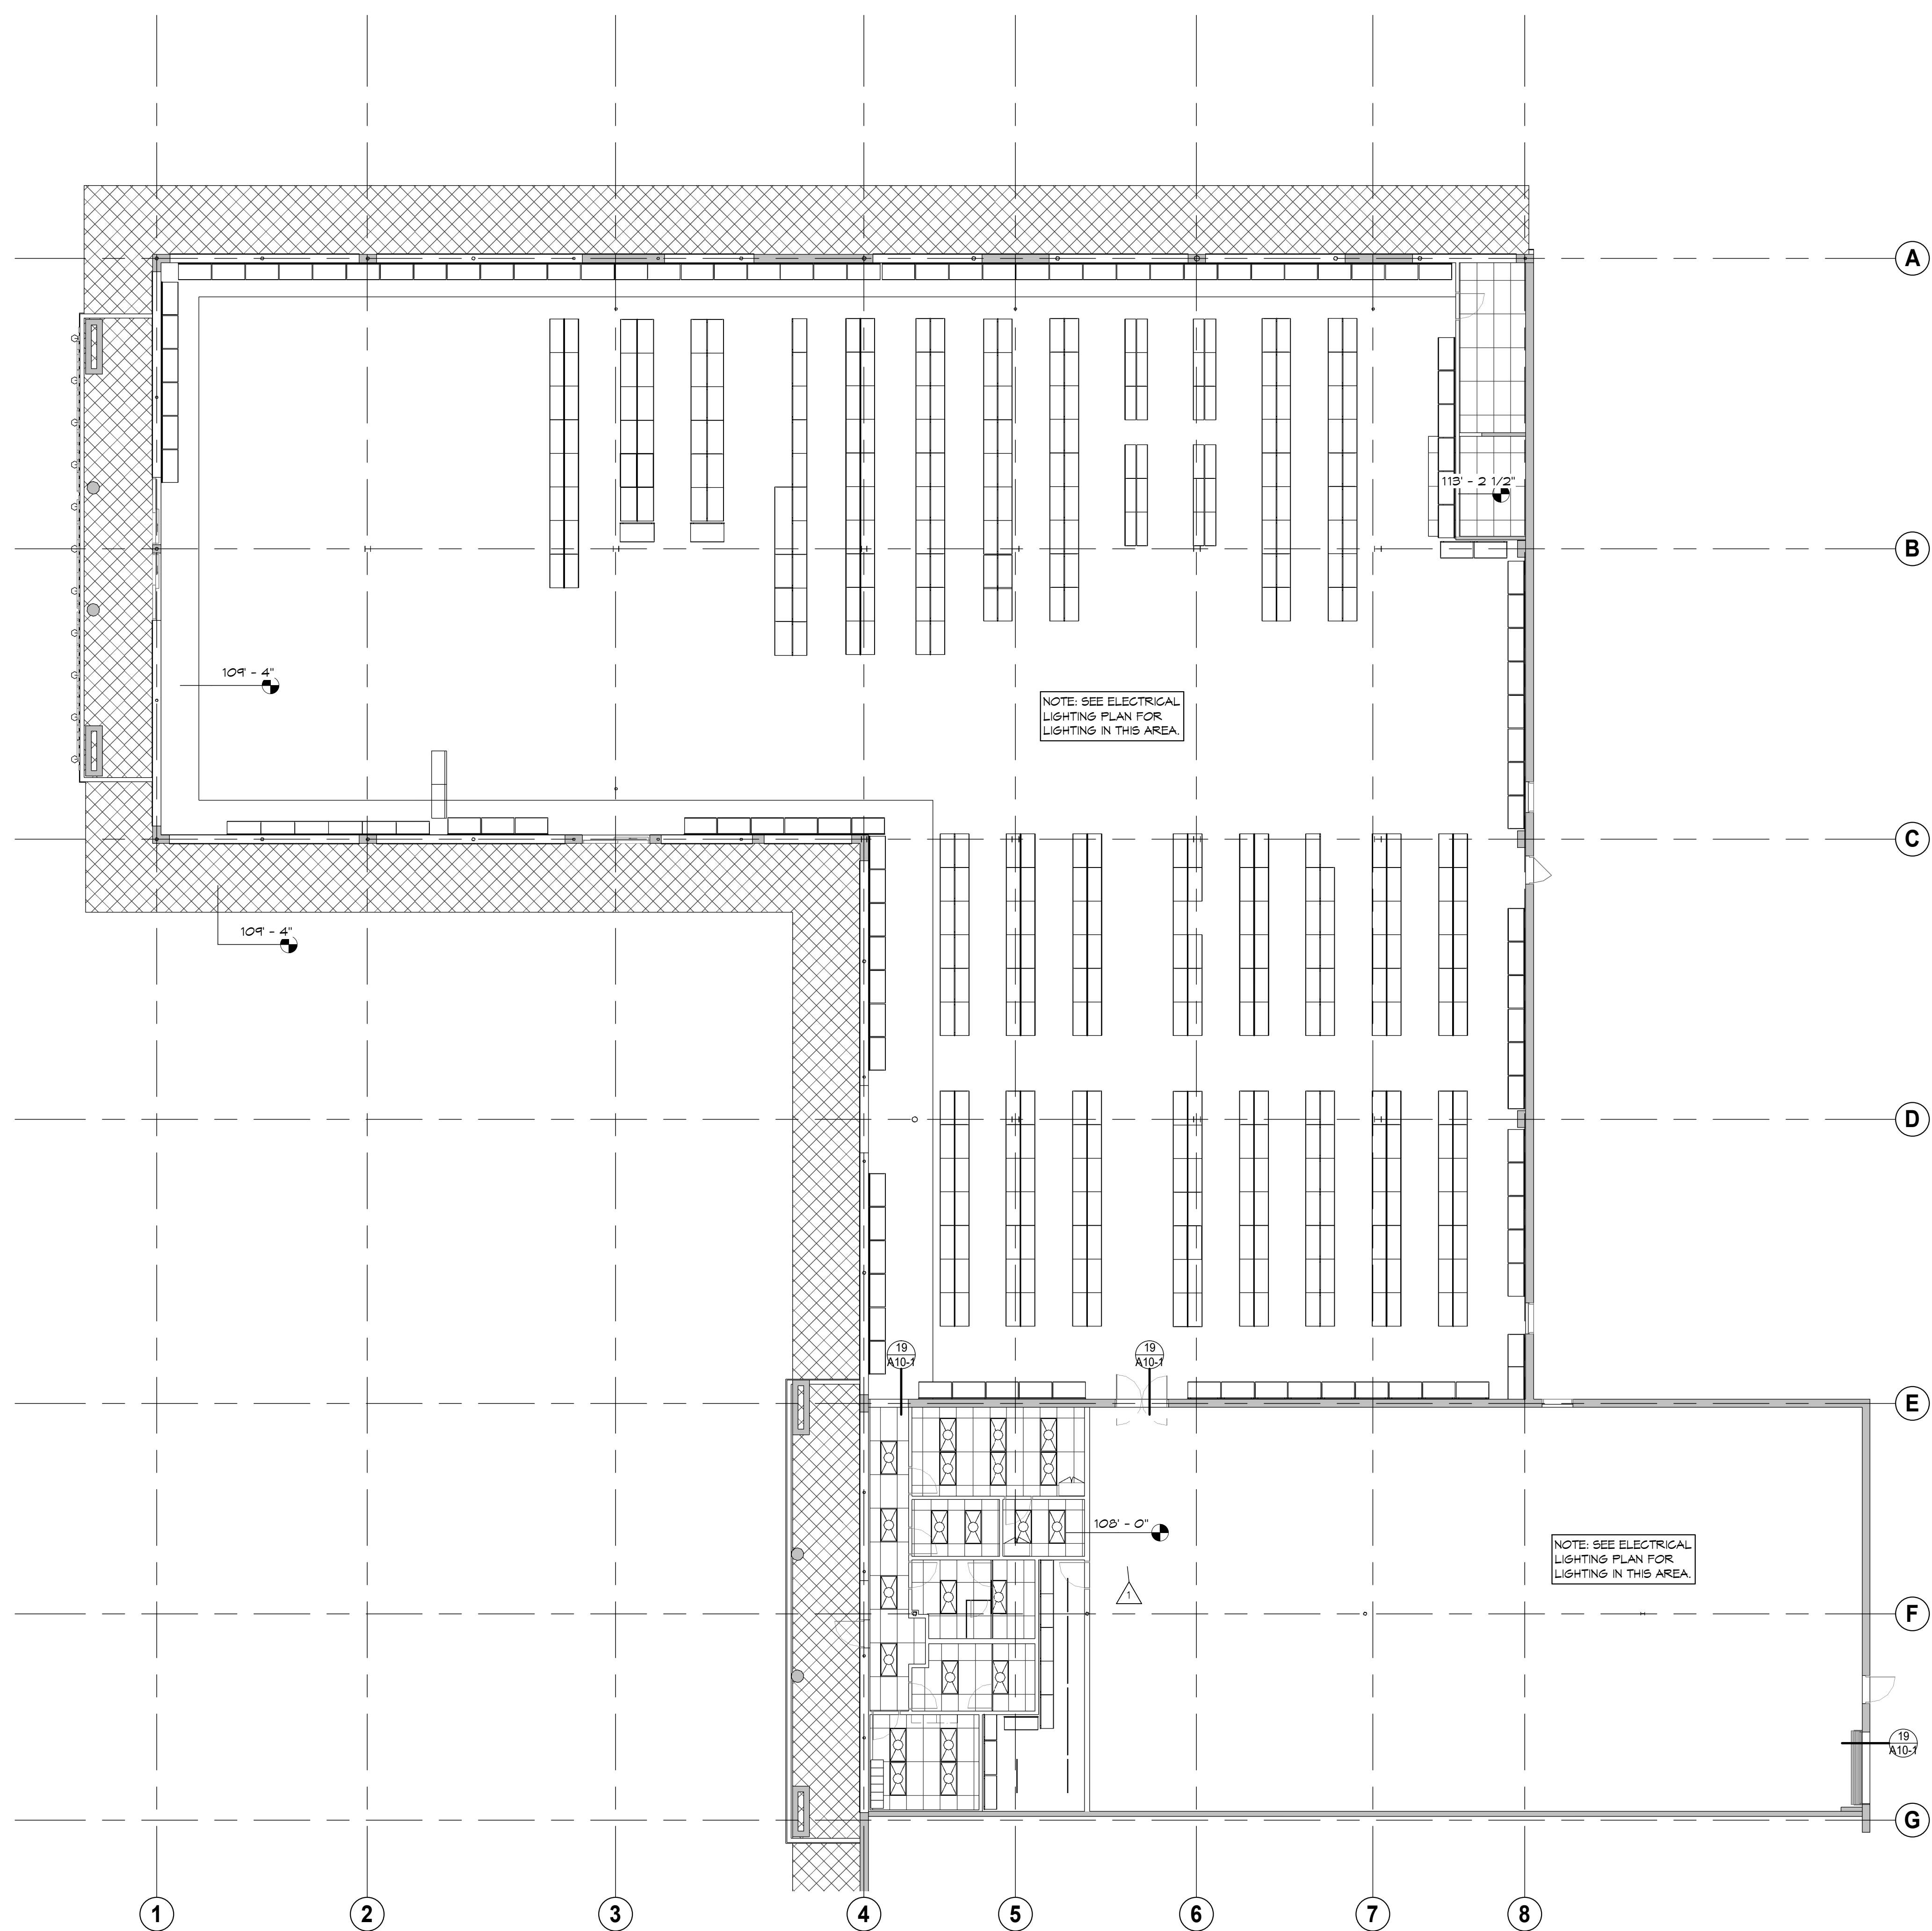 A
113' - 2 1/2"
B
109' - 4"
NOTE: SEE ELECTRICAL
LIGHTING PLAN FOR
LIGHTING IN THIS AREA.
C
109' - 4"
D
19
A10-1
19
A10-1
E
108' - 0"
NOTE: SEE ELECTRICAL
LIGHTING PLAN FOR
LIGHTING IN THIS AREA.
1
F
19
A10-1
G
1
2
3
4
5
6
7
8